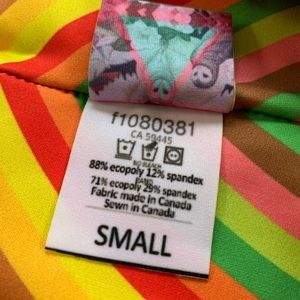 f1080381
CA 59445
NO BLEACH
88% ecopoly 12% spandex
BAND
71% ecopoly 29% spandex
Fabric made in Canada
Sewn in Canada
SMALL